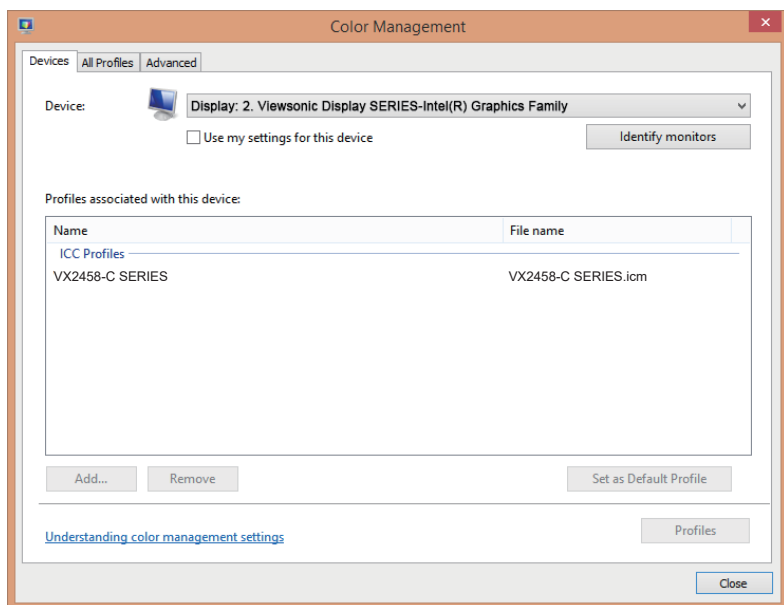 Color Management
Devices All Profiles Advanced
Device: Display: 2. Viewsonic Display SERIES-Intel(R) Graphics Family
Use my settings for this device Identify monitors
Profiles associated with this device:
Name File name
ICC Profiles
VX2458-C SERIES VX2458-C SERIES.icm
Add... Remove Set as Default Profile
Understanding color management settings Profiles
Close